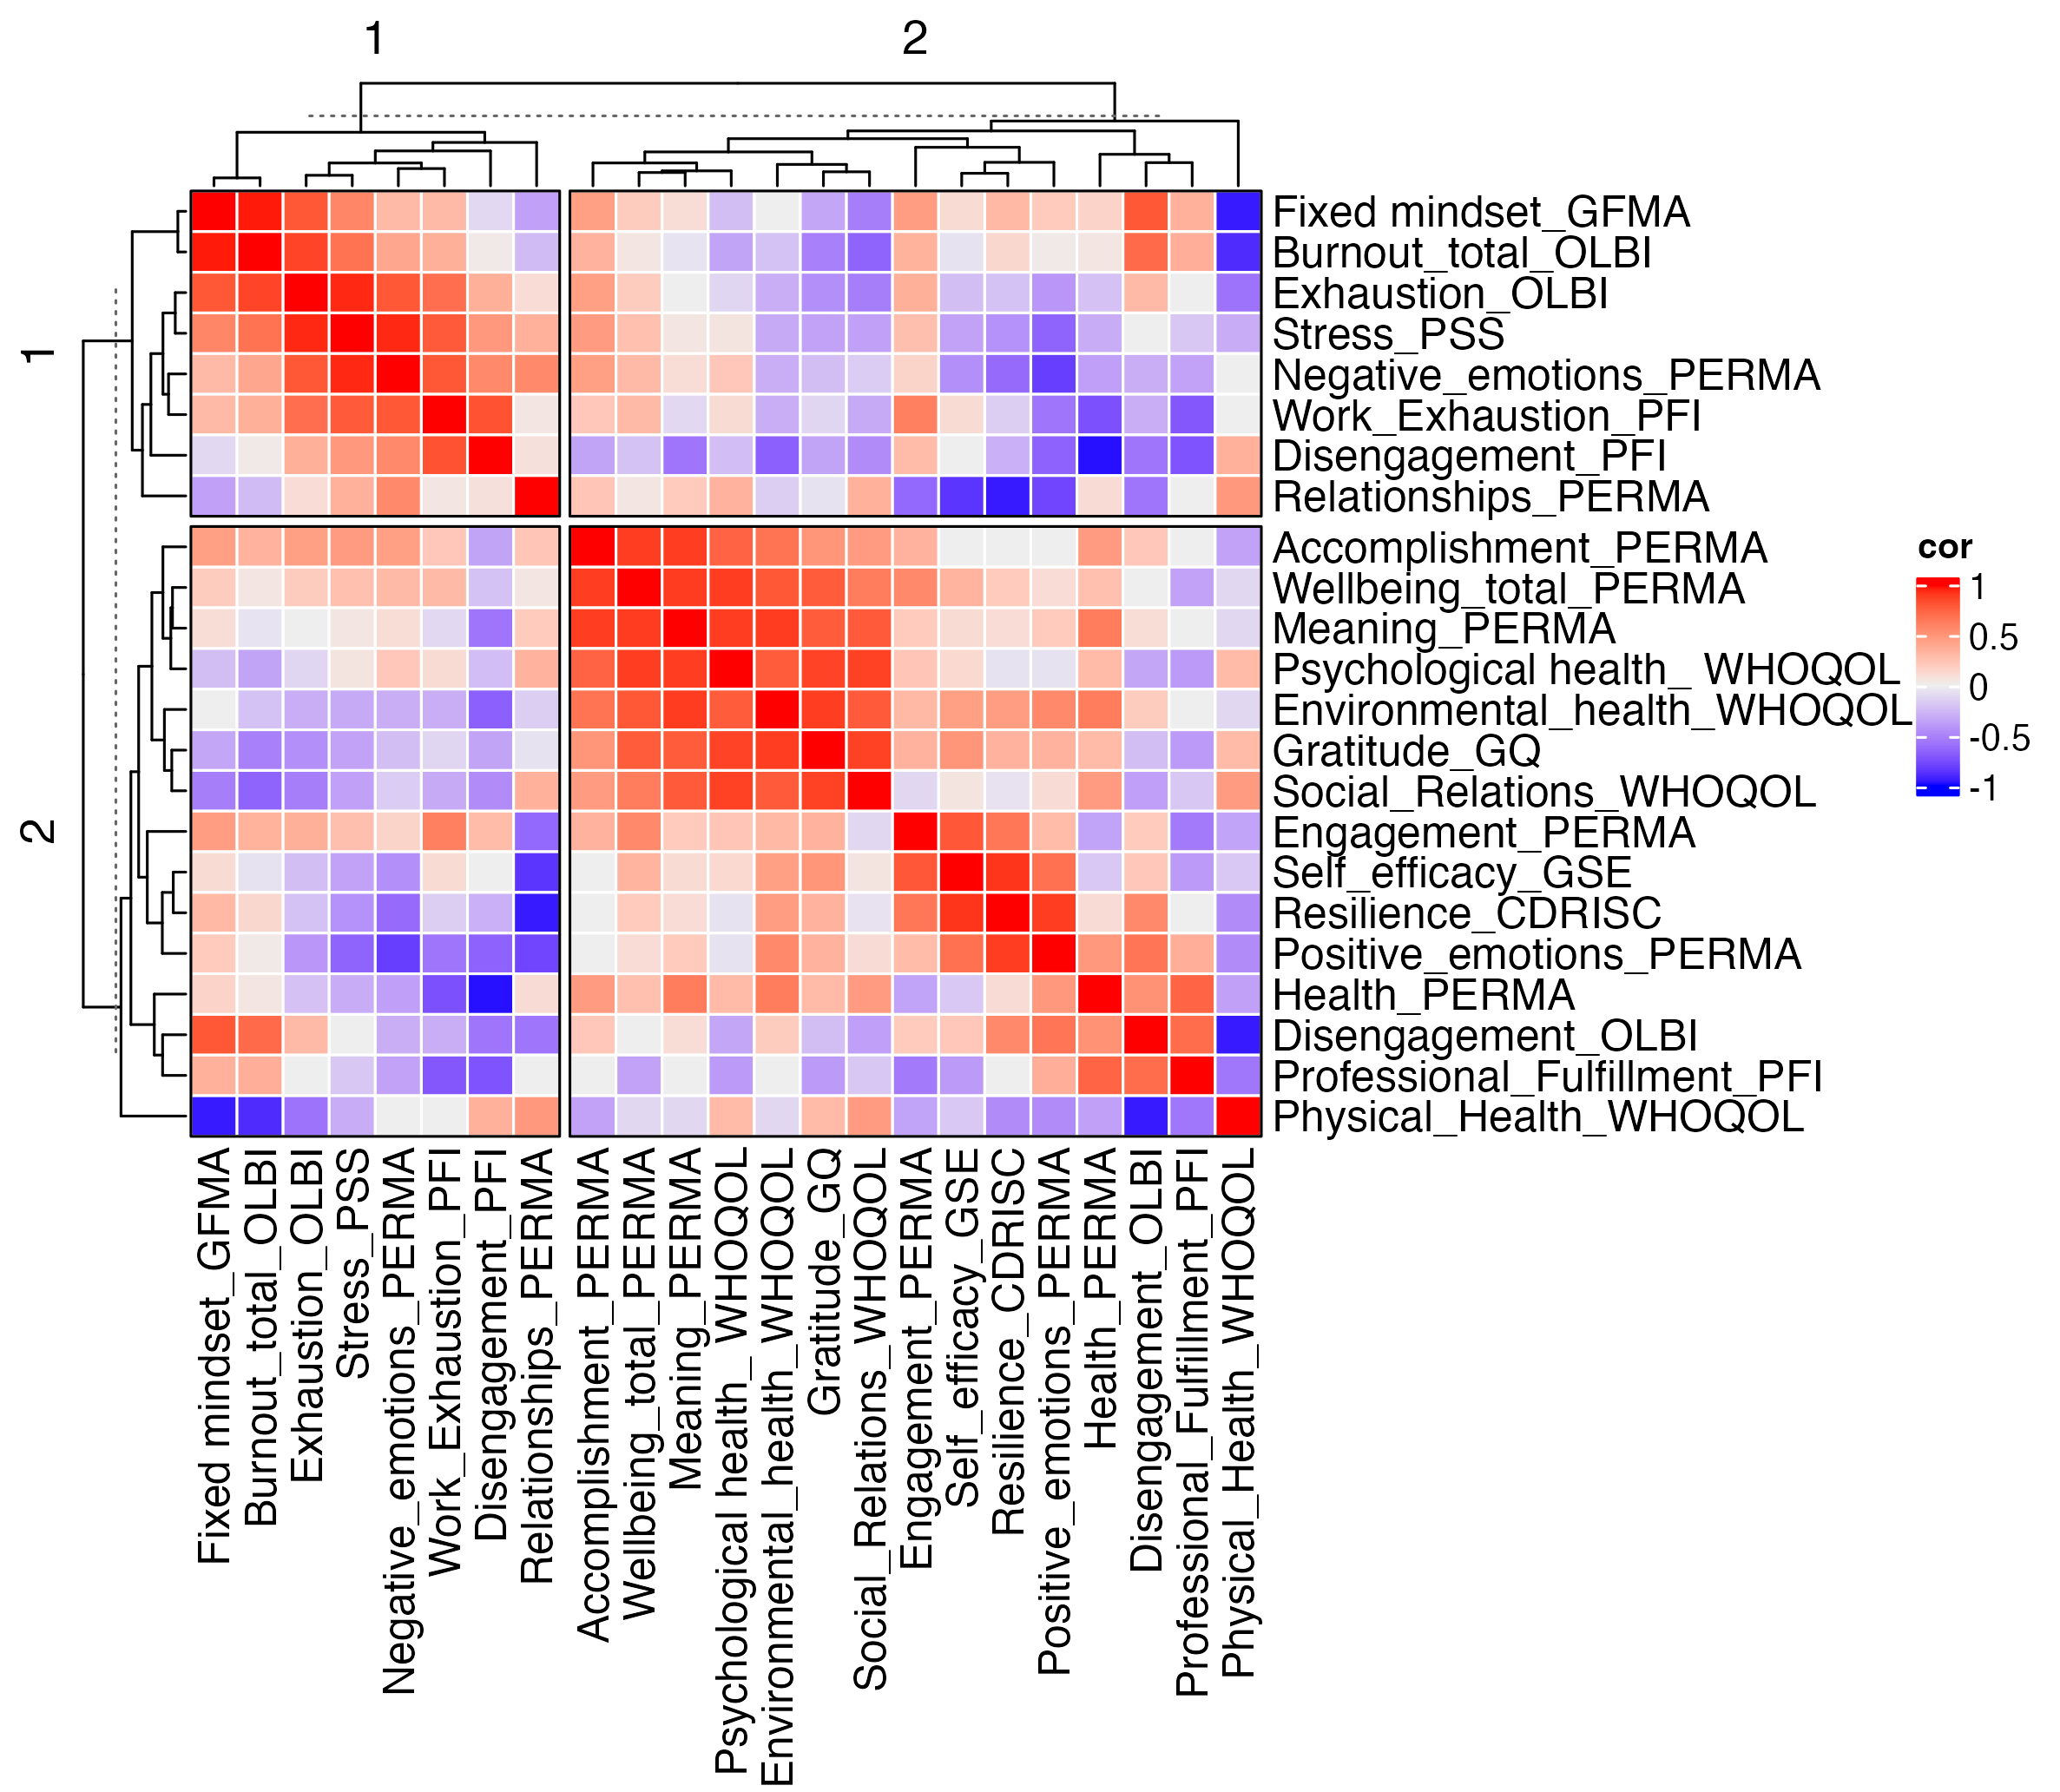 1
2
1
2
Fixed mindset_GFMA
Burnout_total_OLBI
Exhaustion_OLBI
Stress_PSS
Negative_emotions_PERMA
Work_Exhaustion_PFI
Disengagement_PFI
Relationships_PERMA
Accomplishment_PERMA
Wellbeing_total_PERMA
Meaning_PERMA
Psychological health_ WHOQOL
Environmental_health_WHOQOL
Gratitude_GQ
Social_Relations_WHOQOL
Engagement_PERMA
Self_efficacy_GSE
Resilience_CDRISC
Positive_emotions_PERMA
Health_PERMA
Disengagement_OLBI
Professional_Fulfillment_PFI
Physical_Health_WHOQOL
cor
1
0.5
0
-0.5
-1
Fixed mindset_GFMA
Burnout_total_OLBI
Exhaustion_OLBI
Stress_PSS
Negative_emotions_PERMA
Work_Exhaustion_PFI
Disengagement_PFI
Relationships_PERMA
Accomplishment_PERMA
Wellbeing_total_PERMA
Meaning_PERMA
Psychological health_ WHOQOL
Environmental_health_WHOQOL
Gratitude_GQ
Social_Relations_WHOQOL
Engagement_PERMA
Self_efficacy_GSE
Resilience_CDRISC
Positive_emotions_PERMA
Health_PERMA
Disengagement_OLBI
Professional_Fulfillment_PFI
Physical_Health_WHOQOL